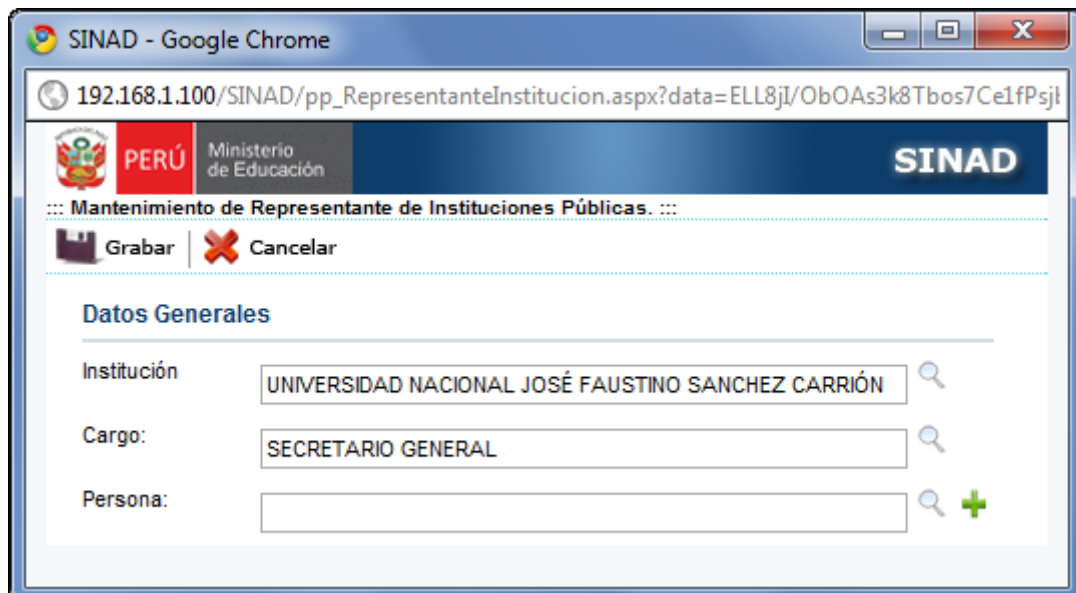 SINAD - Google Chrome
192.168.1.100/SINAD/pp_RepresentanteInstitucion.aspx?data=ELL8jI/ObOAs3k8Tbos7Ce1fPsjł
PERÚ
Ministerio
de Educación
SINAD
::: Mantenimiento de Representante de Instituciones Públicas. :::
Grabar
Cancelar
Datos Generales
Institución
UNIVERSIDAD NACIONAL JOSÉ FAUSTINO SANCHEZ CARRIÓN
Cargo:
SECRETARIO GENERAL
Persona: